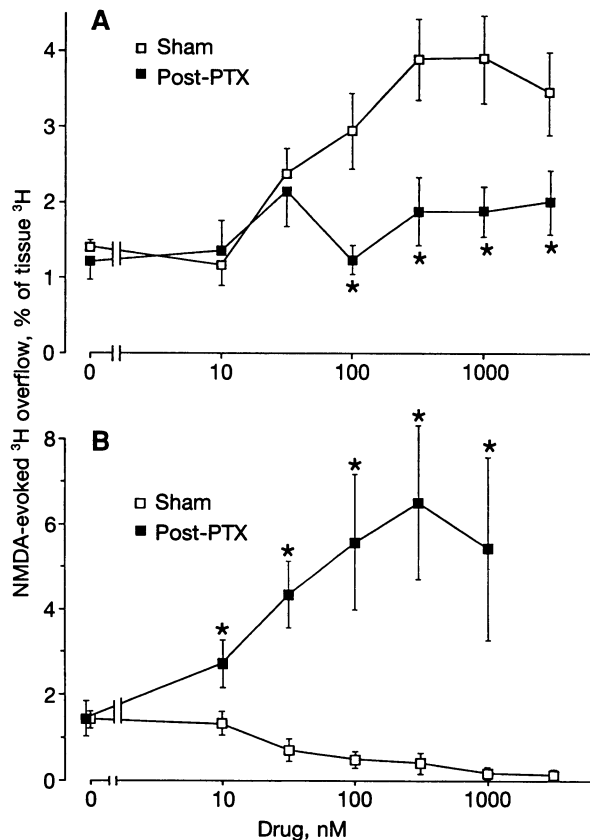 A
Sham
Post-PTX
4
3
2
1
0
* * * *
0 10 100 1000
NMDA-evoked ³H overflow, % of tissue ³H
B
Sham
Post-PTX
8
6
4
2
0
* * * * *
0 10 100 1000
Drug, nM